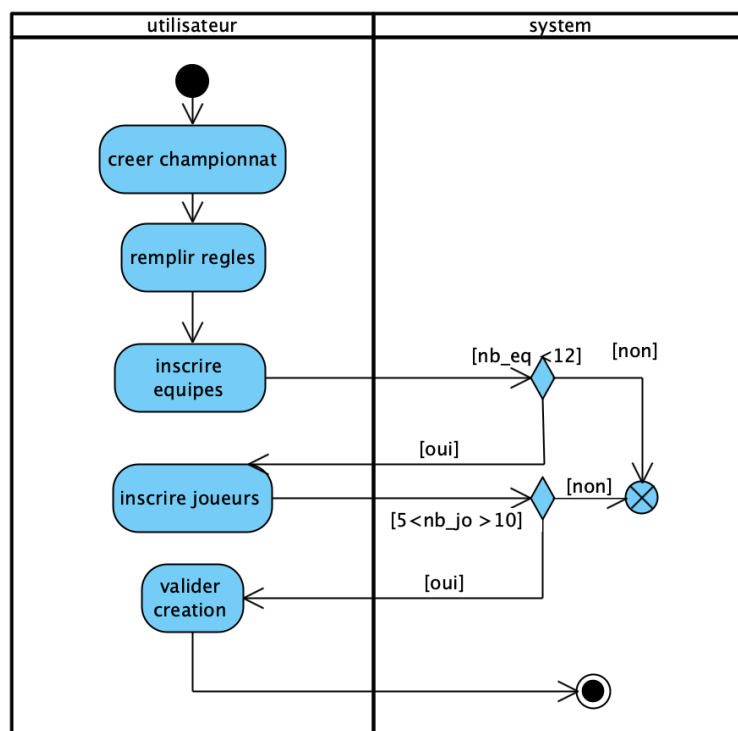 utilisateur
system
creer championnat
remplir regles
[nb_eq <12]
[non]
inscrire
equipes
[oui]
inscrire joueurs
[non]
[5<nb_jo >10]
valider
creation
[oui]